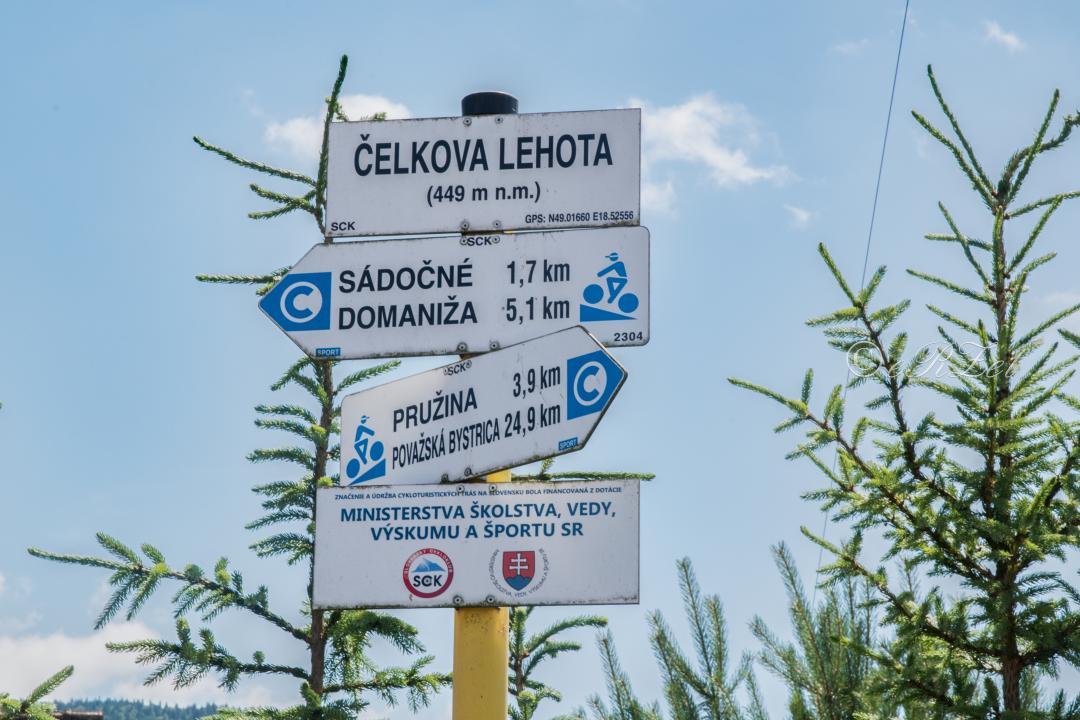 ČELKOVA LEHOTA
(449 m n.m.)
SCK
GPS: N49.01660 E18.52556
SCK
C
SÁDOČNÉ 1,7 km
DOMANIŽA 5,1 km
SPORT
2304
SCK
PRUŽINA 3,9 km
POVAŽSKÁ BYSTRICA 24,9 km
C
SPORT
ZNAČENIE A ÚDRŽBA CYKLOTURISTICKÝCH TRÁS NA SLOVENSKU BOLA FINANCOVANÁ Z DOTÁCIE
MINISTERSTVA ŠKOLSTVA, VEDY,
VÝSKUMU A ŠPORTU SR
SLOVENSKÝ CYKLOKLUB
SCK